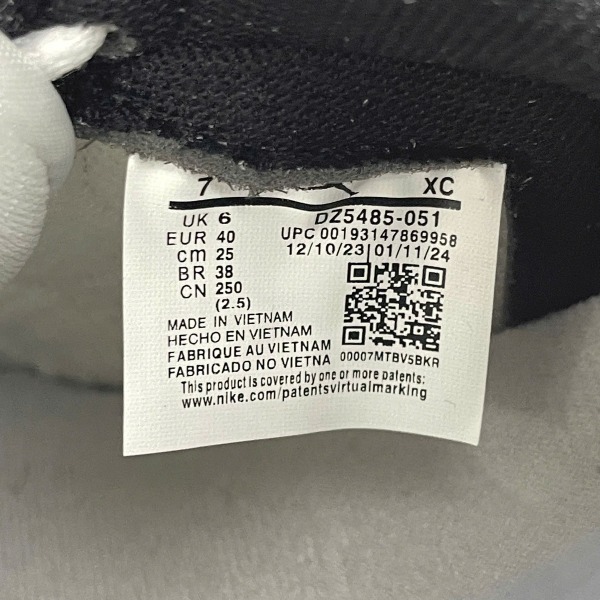 7 XC
UK 6 DZ5485-051
EUR 40 UPC 00193147869958
cm 25 12/10/23 | 01/11/24
BR 38
CN 250
(2.5)
MADE IN VIETNAM
HECHO EN VIETNAM
FABRIQUE AU VIETNAM
FABRICADO NO VIETNA 00007MTBV5BKR
This product is covered by one or more patents:
www.nike.com/patentsvirtualmarking